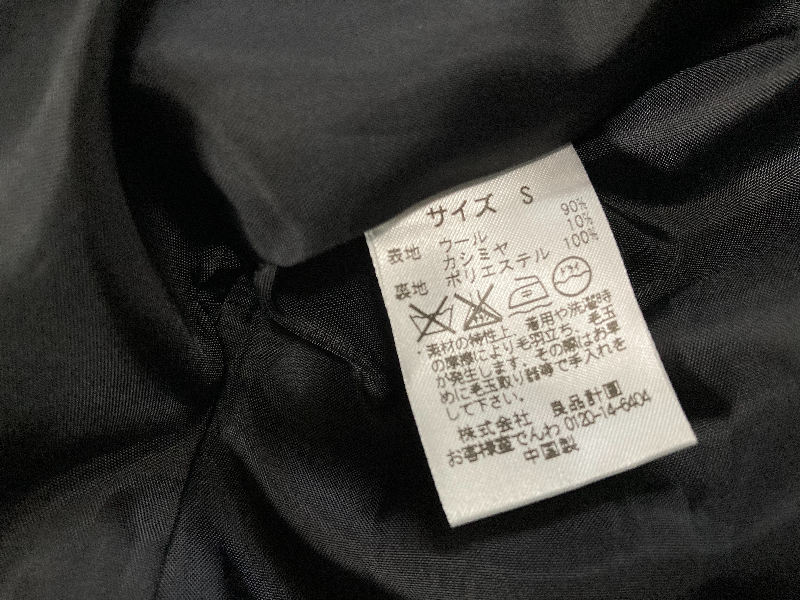 サイズ S
表地 ウール 90%
カシミヤ 10%
裏地 ポリエステル 100%
ドライ
・素材の特性上、着用や洗濯時
の摩擦により毛羽立ち、毛玉
が発生します。その際はお早
めに毛玉取り器等で手入れを
して下さい。
株式会社 良品計画
お客様室でんわ 0120-14-6404
中国製